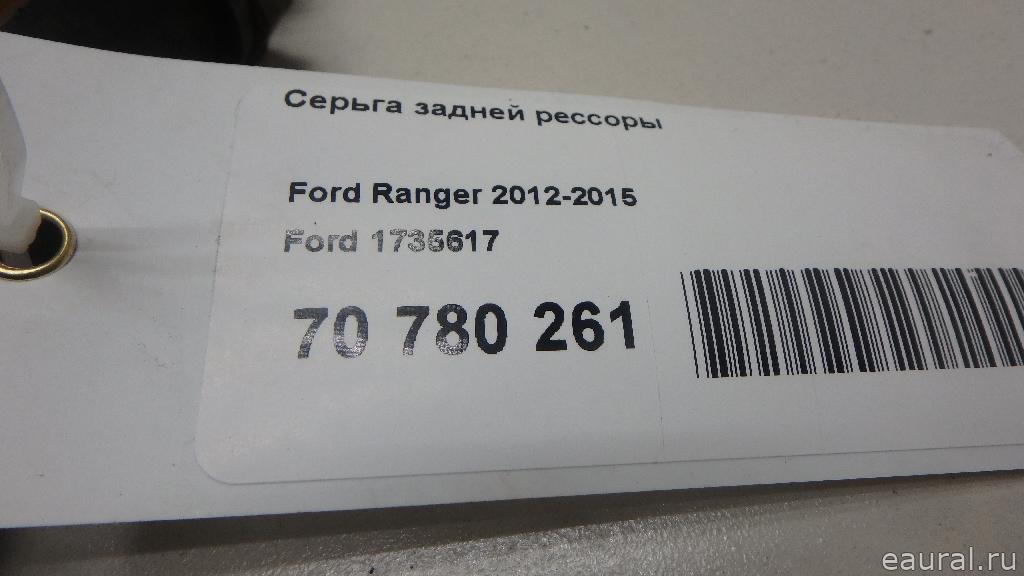 Серьга задней рессоры
Ford Ranger 2012-2015
Ford 1735617
70 780 261
eaural.ru